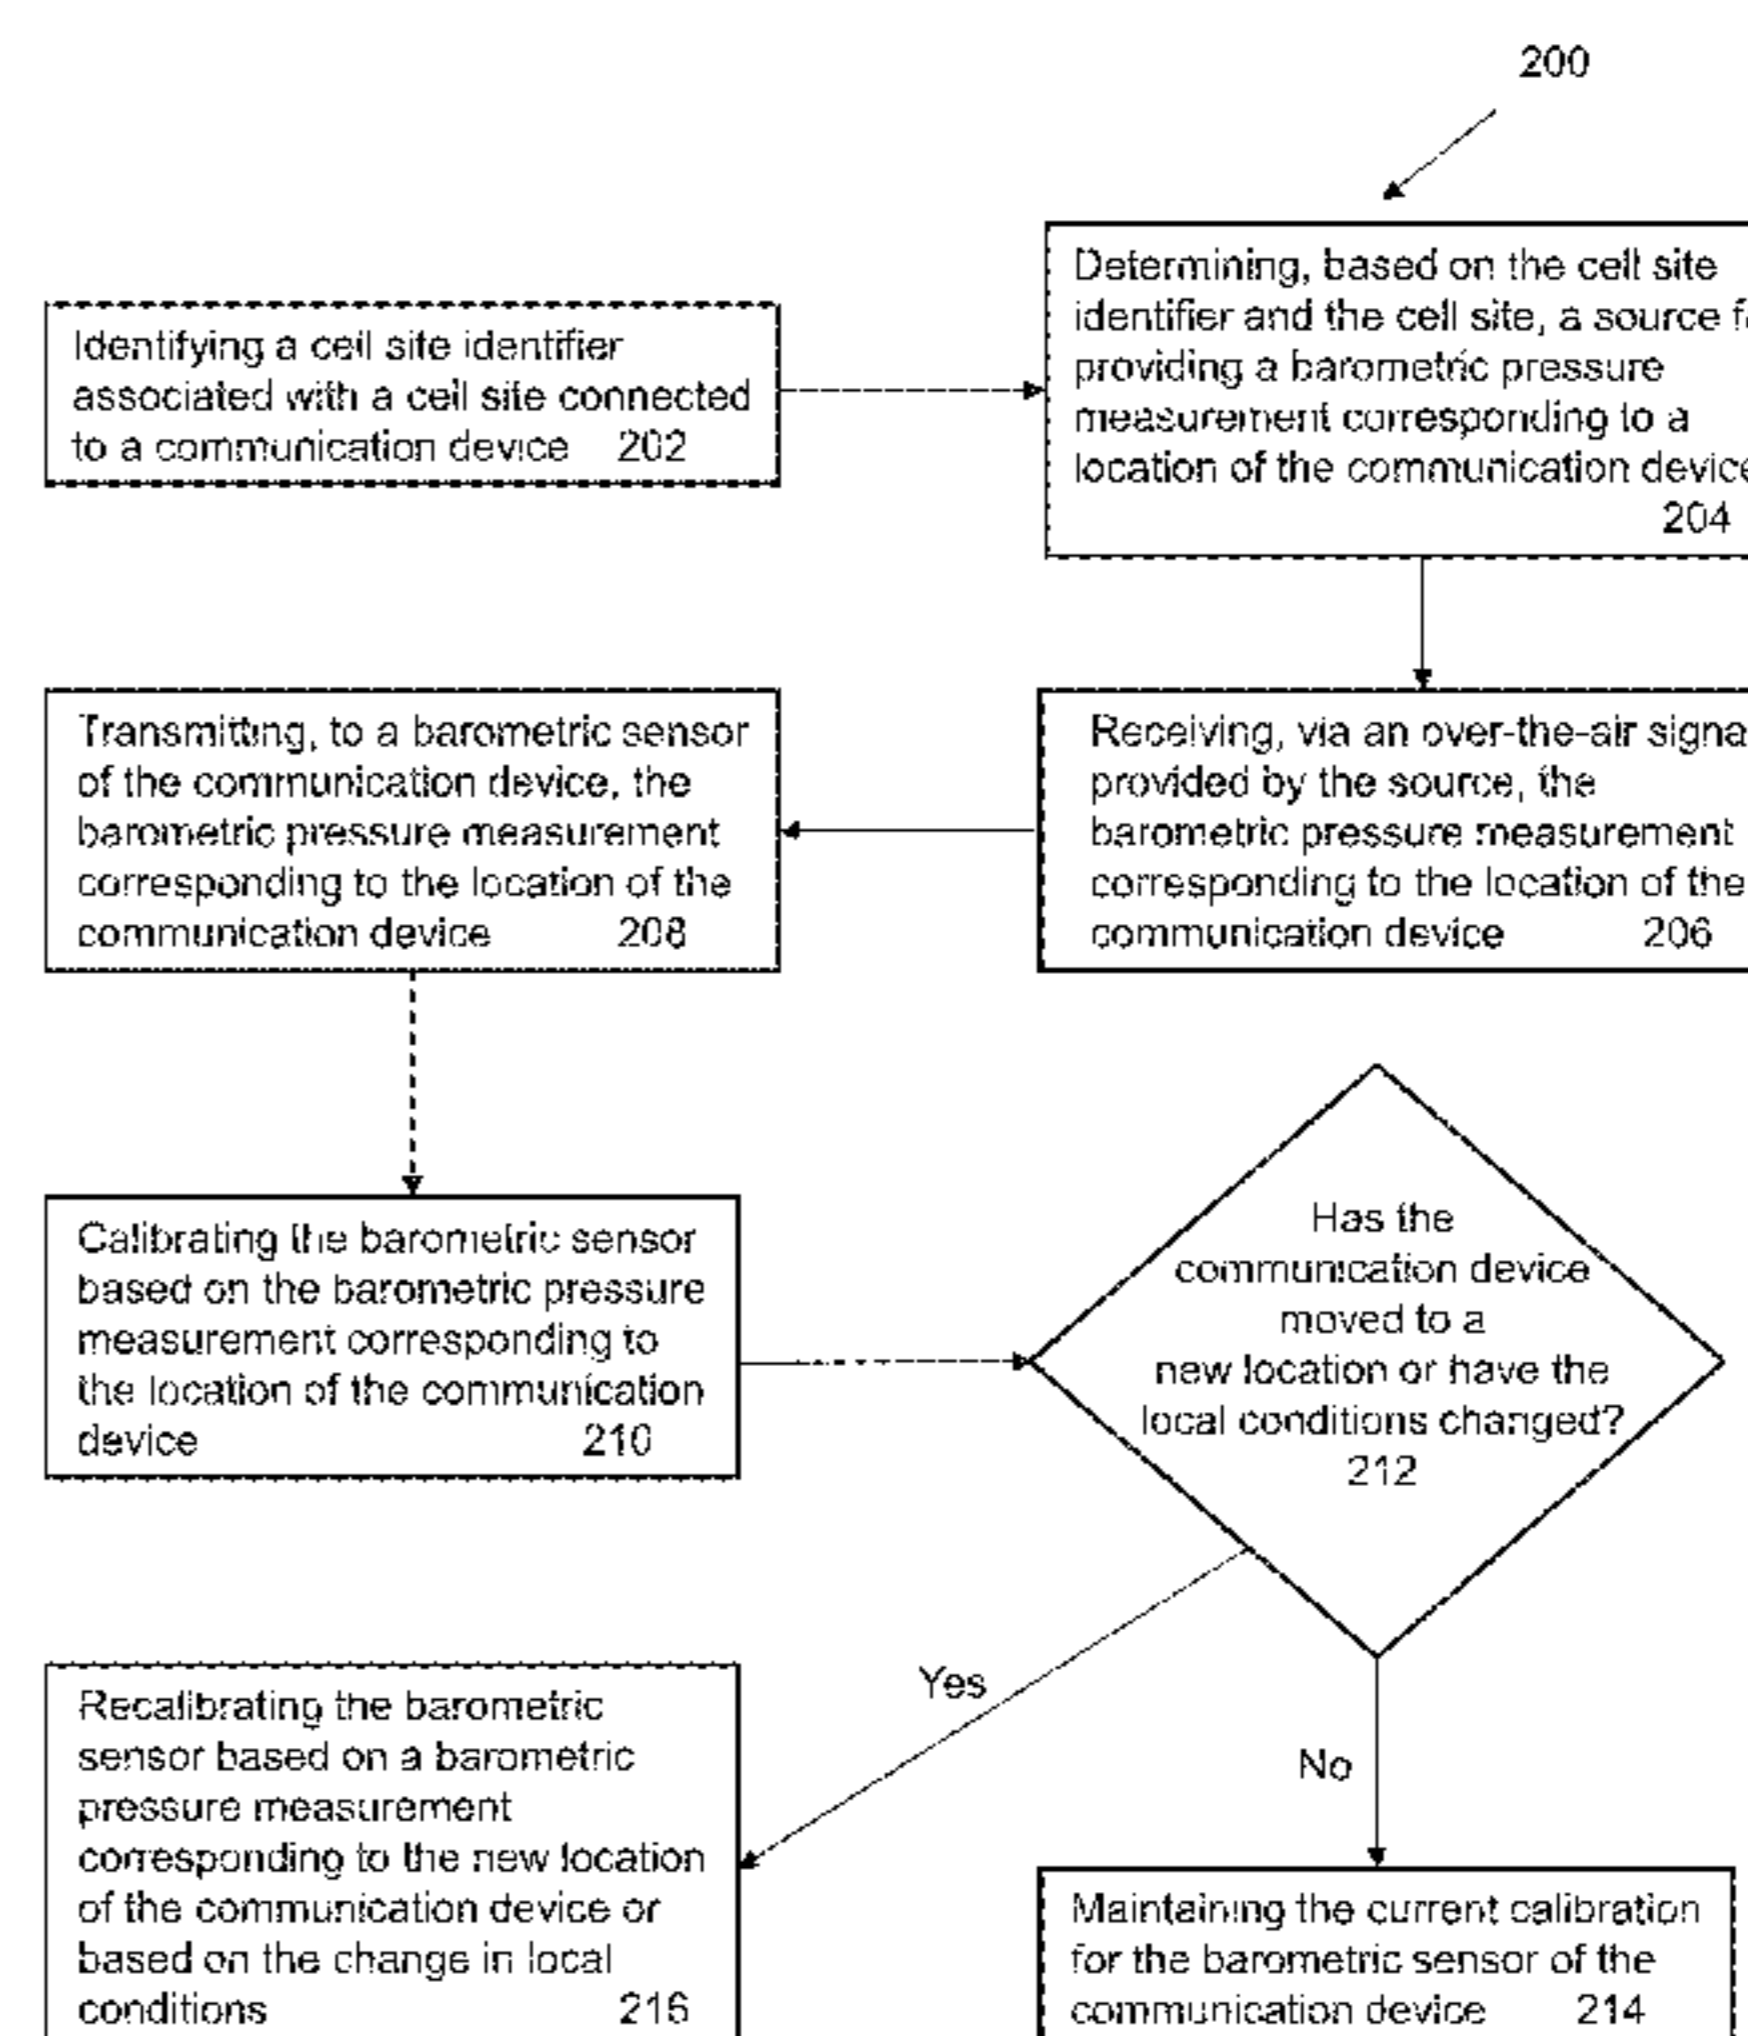 200
Identifying a cell site identifier
associated with a cell site connected
to a communication device 202
Determining, based on the cell site
identifier and the cell site, a source
providing a barometric pressure
measurement corresponding to a
location of the communication device
204
Transmitting, to a barometric sensor
of the communication device, the
barometric pressure measurement
corresponding to the location of the
communication device 208
Receiving, via an over-the-air
provided by the source, the
barometric pressure measurement
corresponding to the location of the
communication device 206
Calibrating the barometric sensor
based on the barometric pressure
measurement corresponding to
the location of the communication
device 210
Has the
communication device
moved to a
new location or have the
local conditions changed?
212
Yes
No
Recalibrating the barometric
sensor based on a barometric
pressure measurement
corresponding to the new location
of the communication device or
based on the change in local
conditions 216
Maintaining the current calibration
for the barometric sensor of the
communication device 214